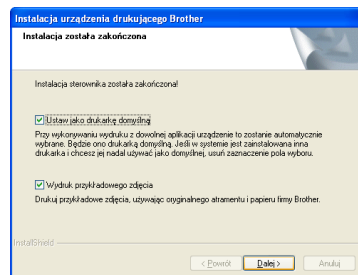 Instalacja urządzenia drukującego Brother
Instalacja została zakończona
Instalacja sterownika została zakończona!
Ustaw jako drukarkę domyślną
Przy wykonywaniu wydruku z dowolnej aplikacji urządzenie to zostanie automatycznie
wybrane. Będzie ono drukarką domyślną. Jeśli w systemie jest zainstalowana inna
drukarka i chcesz jej nadal używać jako domyślnej, usuń zaznaczenie pola wyboru.
Wydruk przykładowego zdjęcia
Drukuj przykładowe zdjęcia, używając oryginalnego atramentu i papieru firmy Brother.
InstallShield
< Powrót
Dalej >
Anuluj